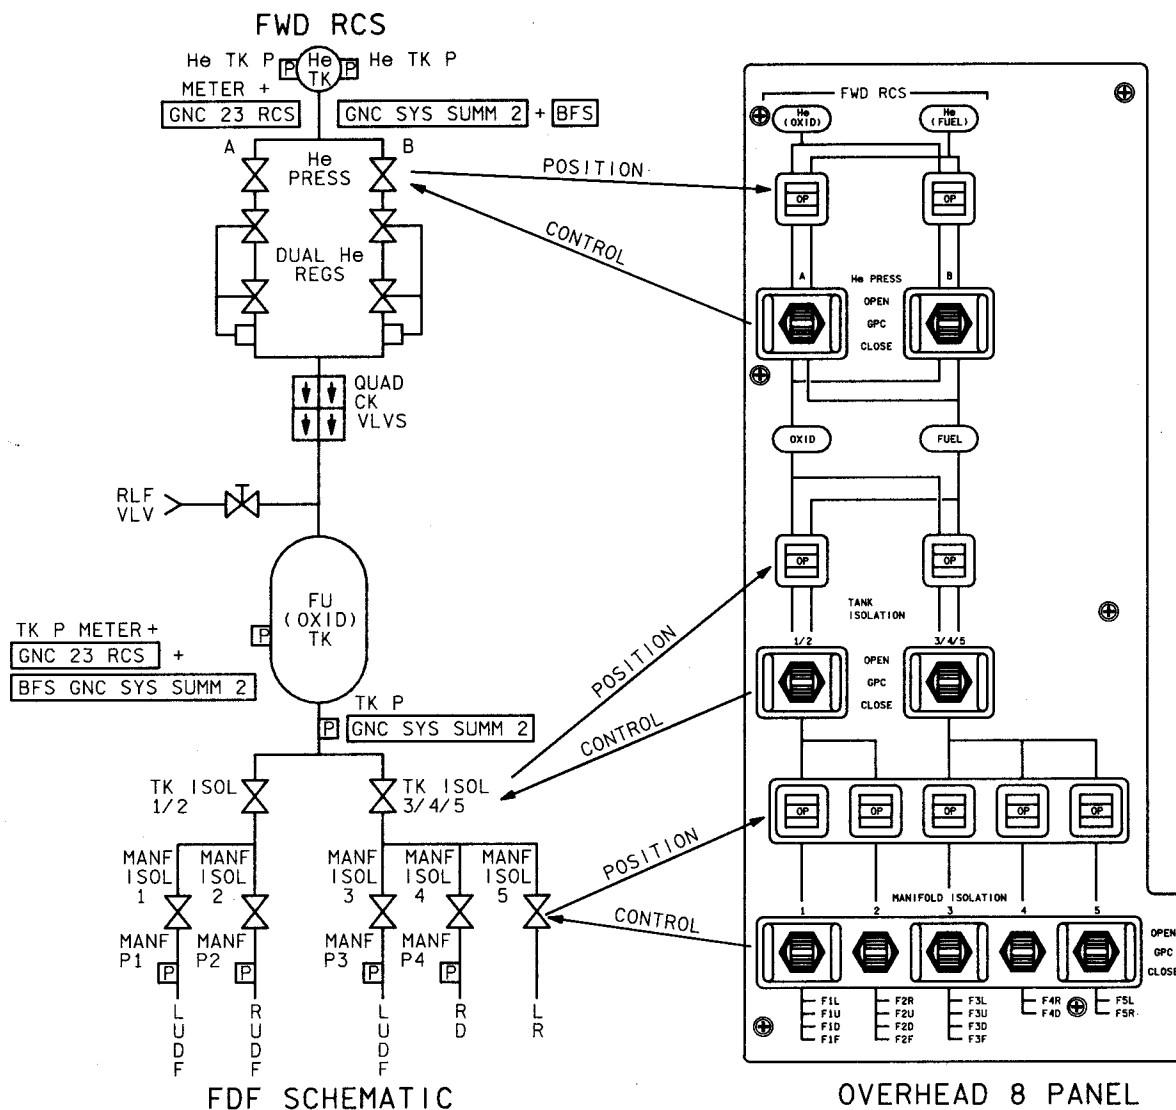 FWD RCS
He TK P
P
He
TK
P
He TK P
METER +
GNC 23 RCS
GNC SYS SUMM 2 + BFS
A
B
He
PRESS
DUAL He
REGS
QUAD
CK
VLVS
RLF
VLV
FU
(OXID)
TK
P
TK P METER+
GNC 23 RCS +
BFS GNC SYS SUMM 2
TK P
P
GNC SYS SUMM 2
TK ISOL
1/2
TK ISOL
3/4/5
MANF
ISOL
1
MANF
ISOL
2
MANF
ISOL
3
MANF
ISOL
4
MANF
ISOL
5
MANF
P1
MANF
P2
MANF
P3
MANF
P4
P
P
P
P
LUDF
RUDF
LUDF
RD
LR
FDF SCHEMATIC
POSITION
CONTROL
POSITION
CONTROL
POSITION
CONTROL
FWD RCS
He
(OXID)
He
(FUEL)
OP
OP
A
He PRESS
B
OPEN
GPC
CLOSE
OXID
FUEL
OP
OP
TANK
ISOLATION
1/2
3/4/5
OPEN
GPC
CLOSE
OP
OP
OP
OP
OP
MANIFOLD ISOLATION
1
2
3
4
5
OPEN
GPC
CLOSE
F1L
F1U
F1D
F1F
F2R
F2U
F2D
F2F
F3L
F3U
F3D
F3F
F4R
F4D
F5L
F5R
OVERHEAD 8 PANEL